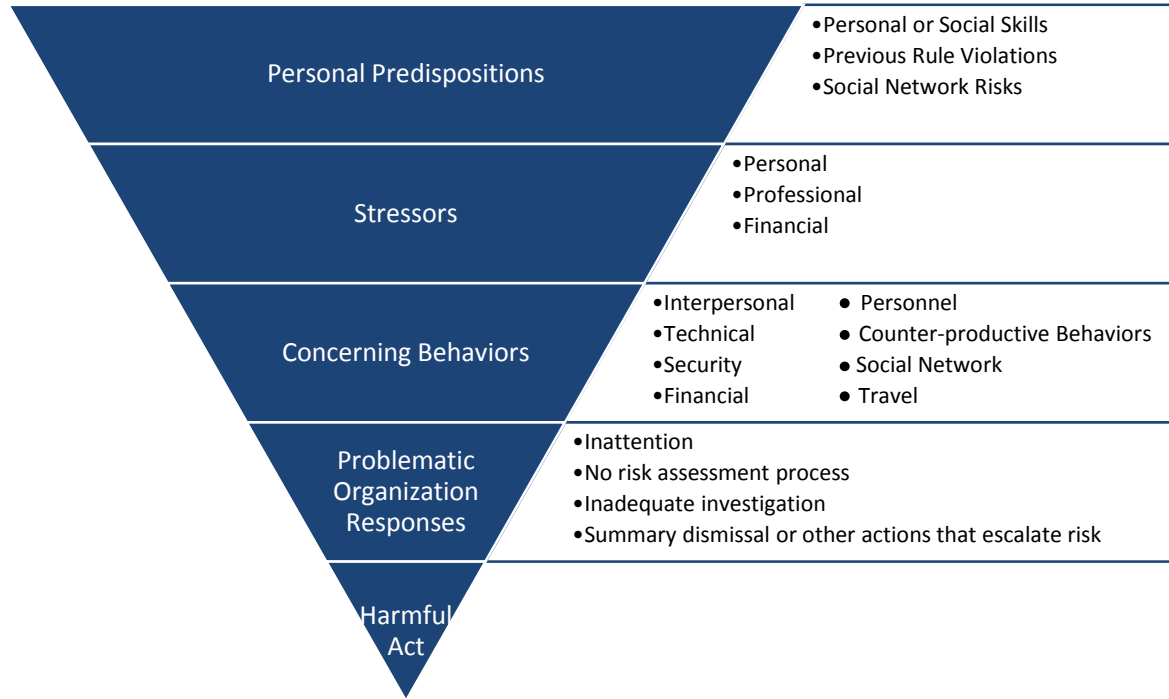 Personal Predispositions
•Personal or Social Skills
•Previous Rule Violations
•Social Network Risks
Stressors
•Personal
•Professional
•Financial
Concerning Behaviors
•Interpersonal
•Technical
•Security
•Financial
● Personnel
● Counter-productive Behaviors
● Social Network
● Travel
Problematic
Organization
Responses
•Inattention
•No risk assessment process
•Inadequate investigation
•Summary dismissal or other actions that escalate risk
Harmful
Act